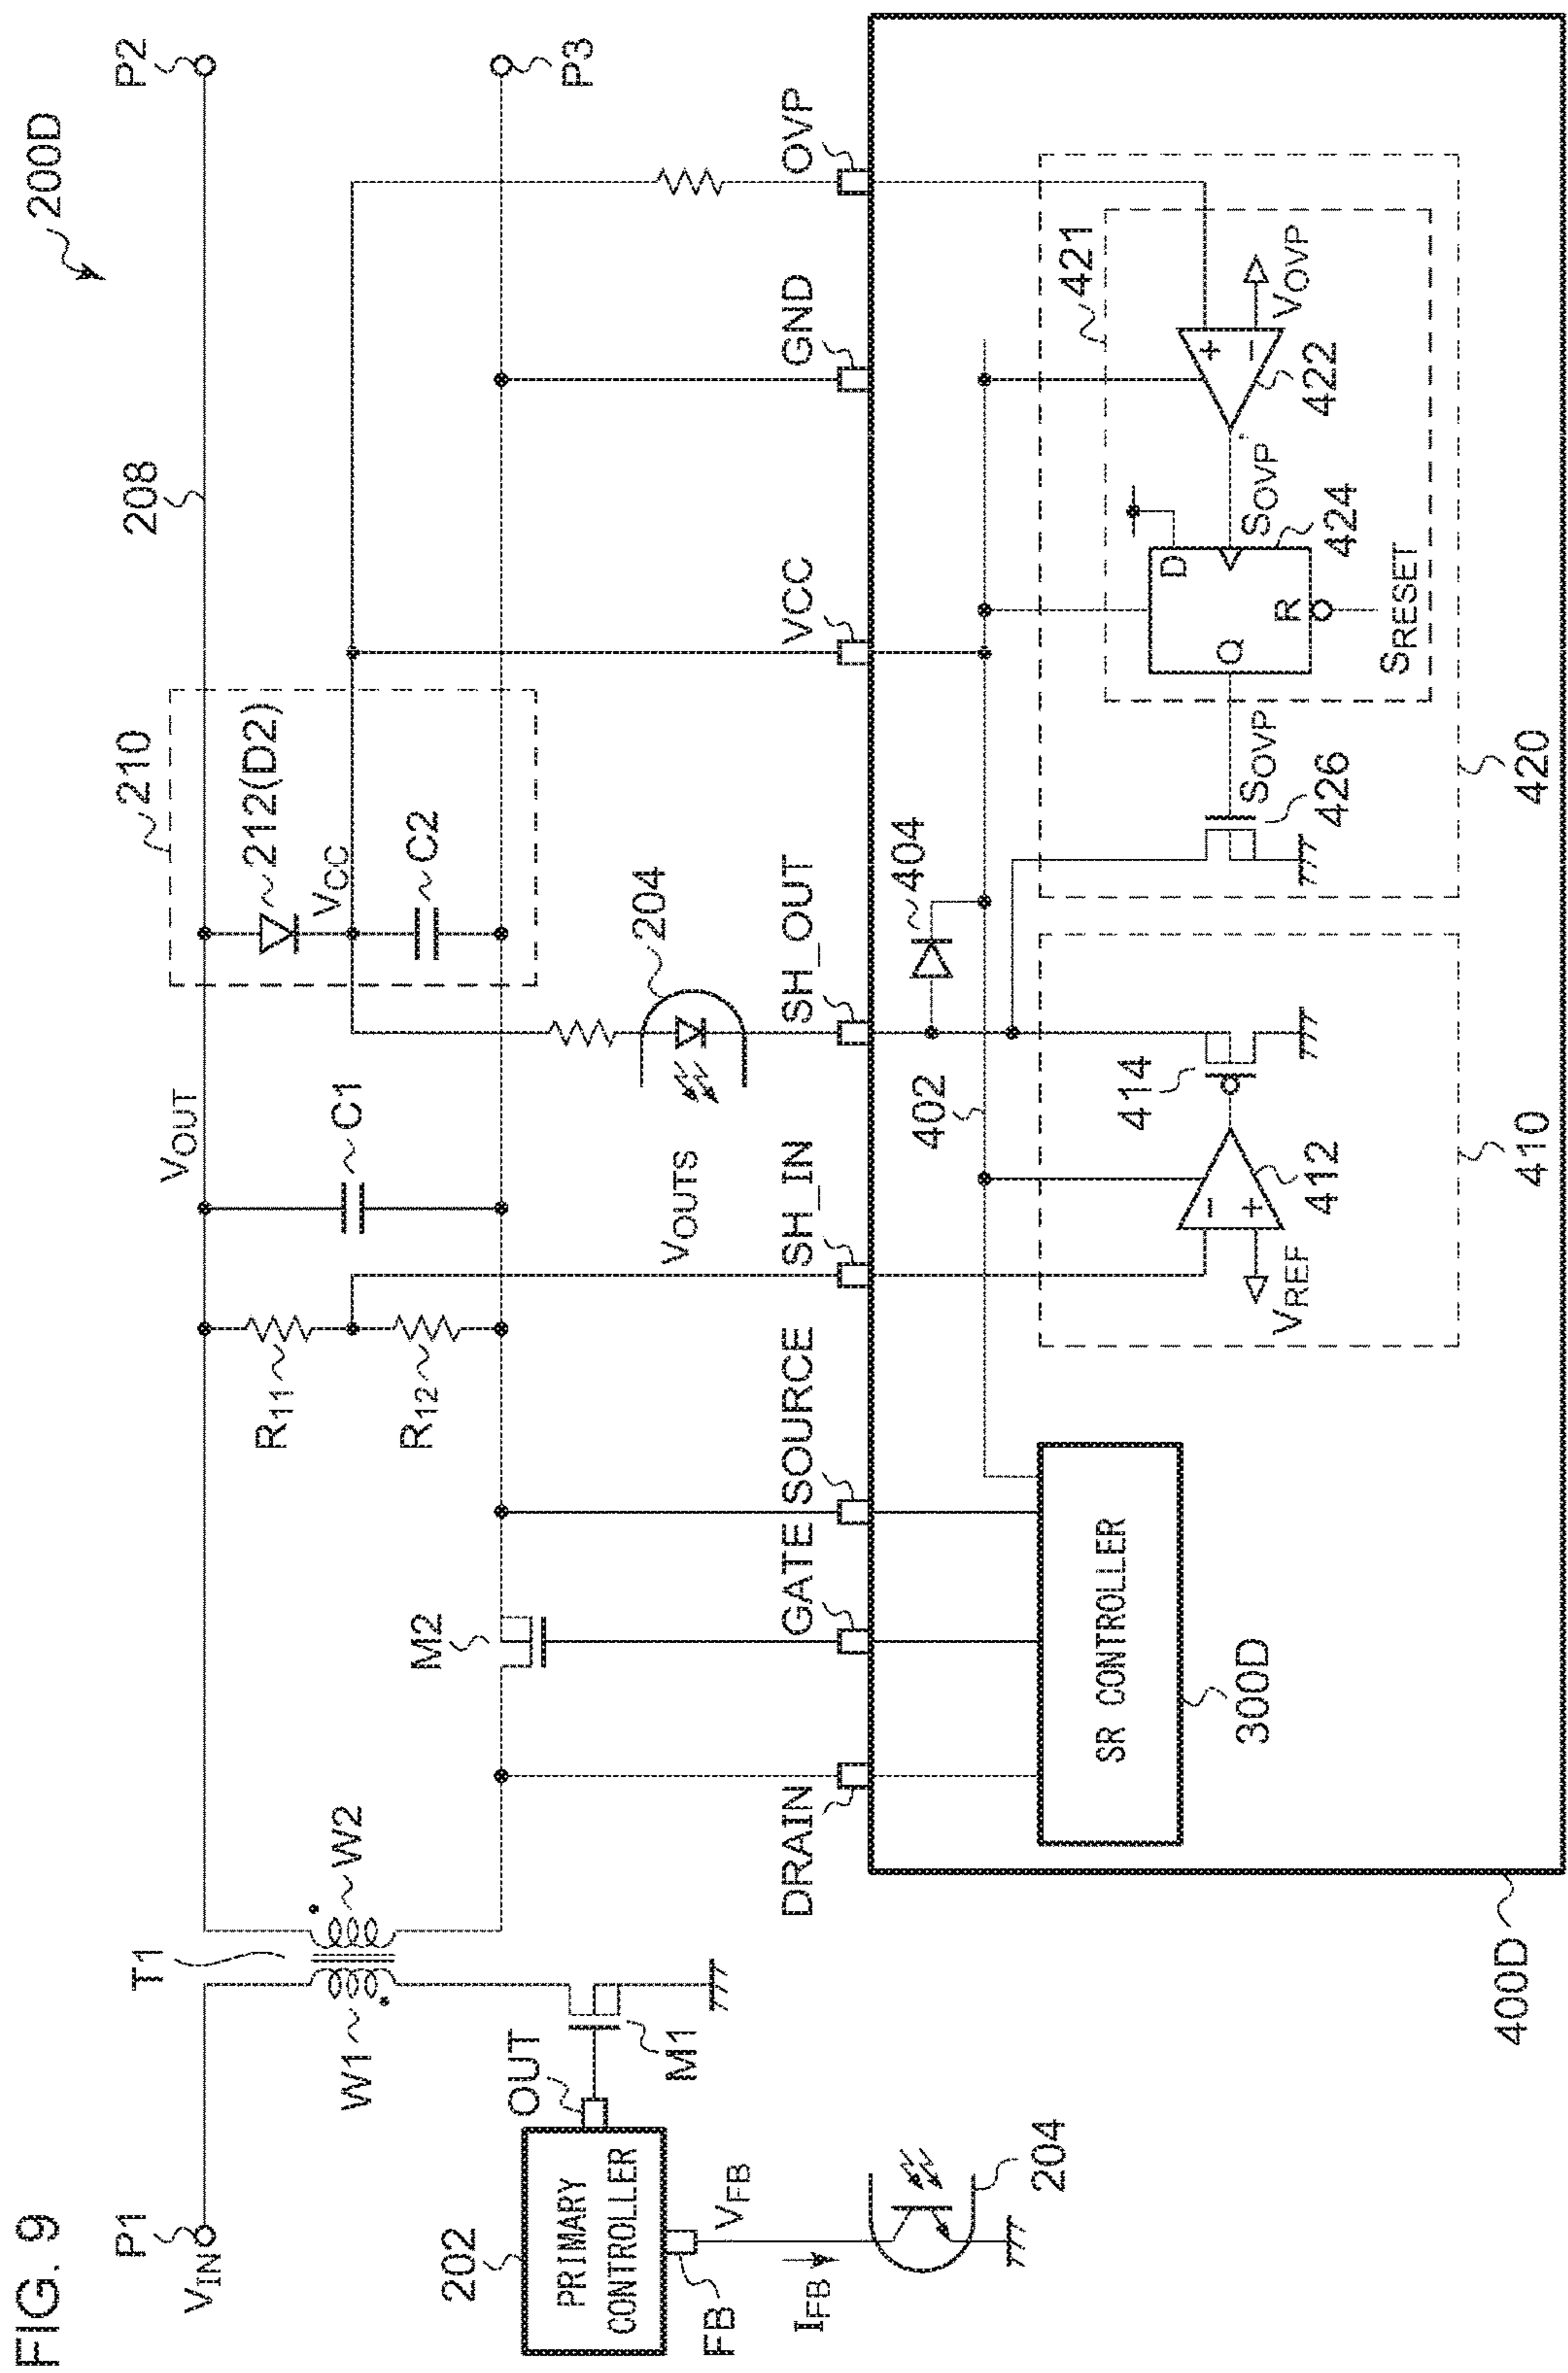 FIG. 9
200D
P1
VIN
T1
W1
W2
VOUT
208
P2
P3
210
212(D2)
VCC
C2
C1
R11
R12
M2
M1
OUT
202
PRIMARY
CONTROLLER
FB
VFB
IFB
204
VOUTS
204
DRAIN
GATE
SOURCE
SH_IN
SH_OUT
VCC
GND
OVP
402
404
SR CONTROLLER
300D
VREF
−
+
412
414
410
SOVP
426
420
Q
D
R
SRESET
SOVP'
424
421
+
−
422
VOVP
400D